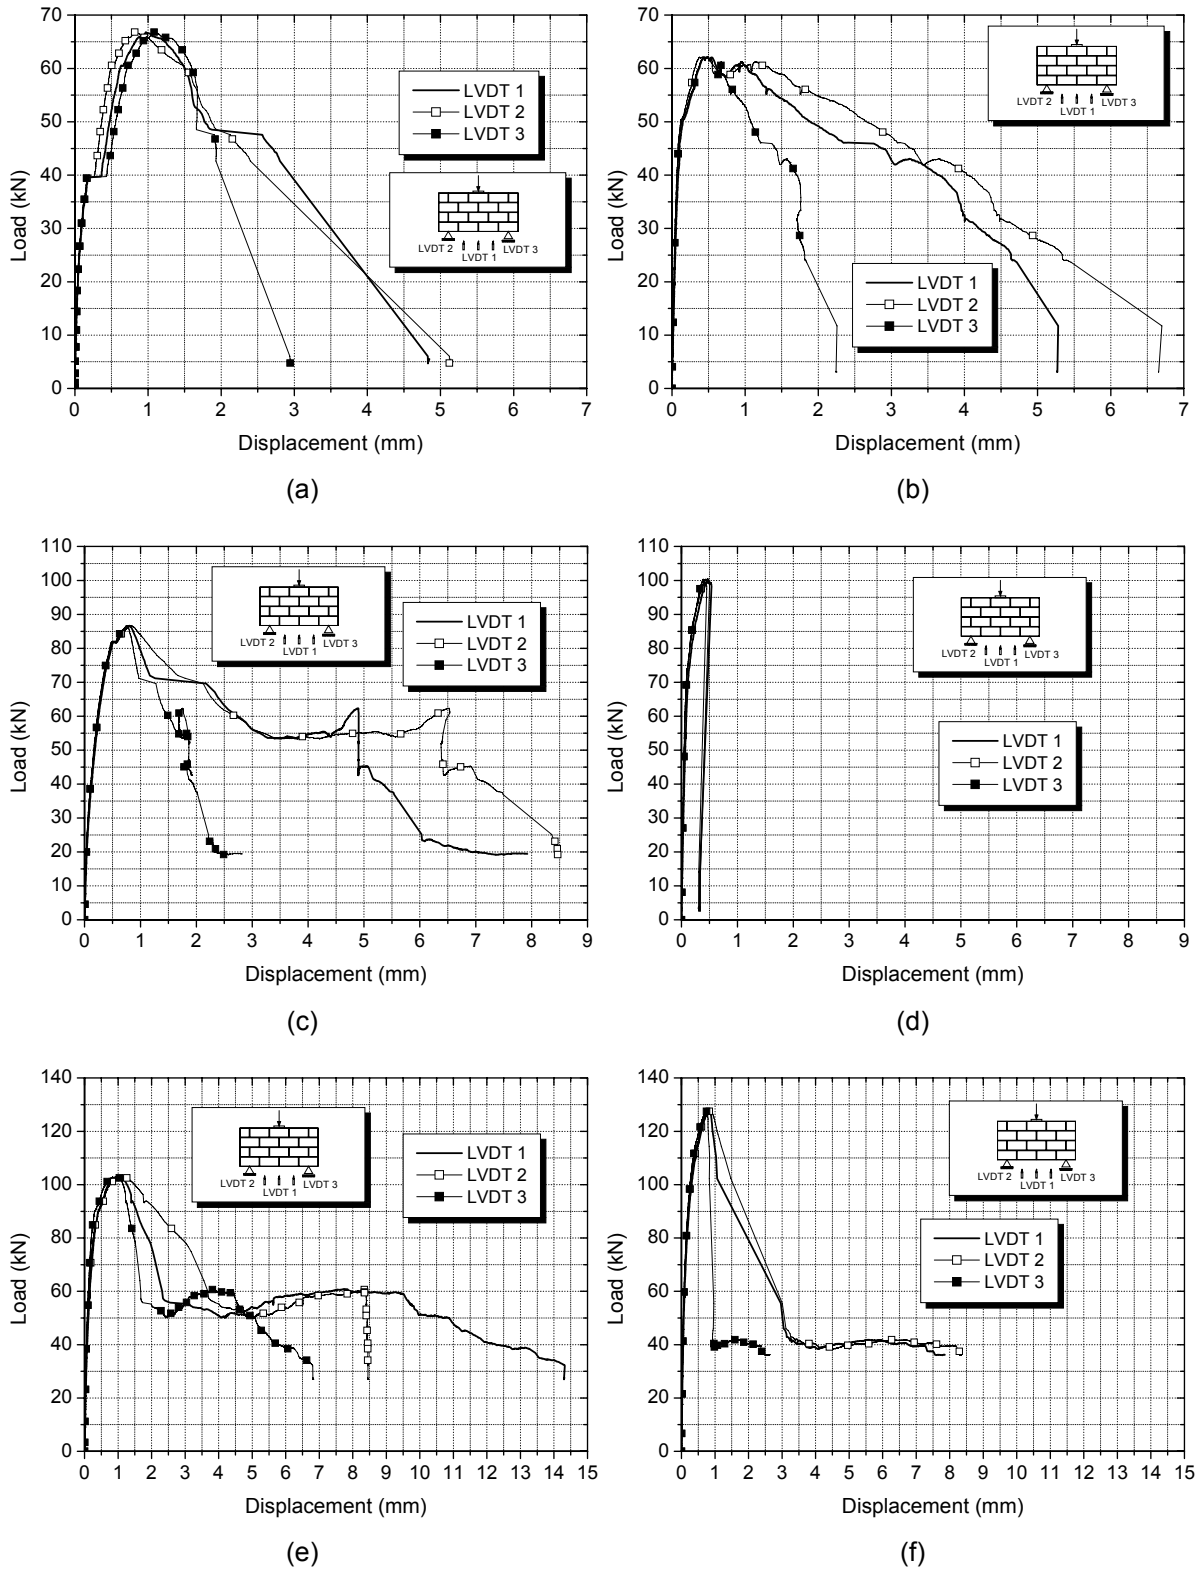 70
60
50
40
30
20
10
0
Load (kN)
0 1 2 3 4 5 6 7
Displacement (mm)
LVDT 1
LVDT 2
LVDT 3
LVDT 2
LVDT 1
LVDT 3
(a)
70
60
50
40
30
20
10
0
Load (kN)
0 1 2 3 4 5 6 7
Displacement (mm)
LVDT 2
LVDT 1
LVDT 3
LVDT 1
LVDT 2
LVDT 3
(b)
110
100
90
80
70
60
50
40
30
20
10
0
Load (kN)
0 1 2 3 4 5 6 7 8 9
Displacement (mm)
LVDT 2
LVDT 1
LVDT 3
LVDT 1
LVDT 2
LVDT 3
(c)
110
100
90
80
70
60
50
40
30
20
10
0
Load (kN)
0 1 2 3 4 5 6 7 8 9
Displacement (mm)
LVDT 2
LVDT 1
LVDT 3
LVDT 1
LVDT 2
LVDT 3
(d)
140
120
100
80
60
40
20
0
Load (kN)
0 1 2 3 4 5 6 7 8 9 10 11 12 13 14 15
Displacement (mm)
LVDT 2
LVDT 1
LVDT 3
LVDT 1
LVDT 2
LVDT 3
(e)
140
120
100
80
60
40
20
0
Load (kN)
0 1 2 3 4 5 6 7 8 9 10 11 12 13 14 15
Displacement (mm)
LVDT 2
LVDT 1
LVDT 3
LVDT 1
LVDT 2
LVDT 3
(f)